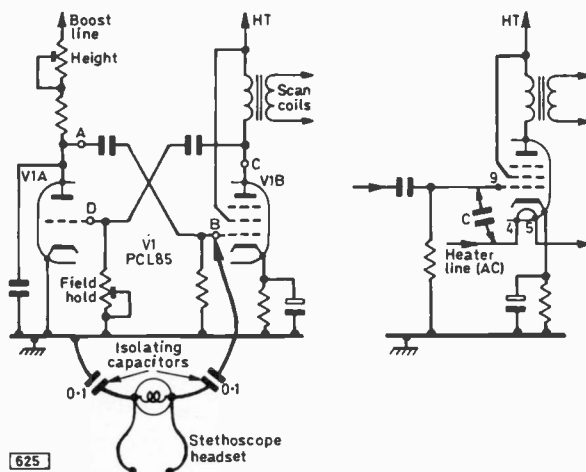 Boost
line
Height
A
V1A
D
Field
hold
V1
PCL85
HT
Scan
coils
C
V1B
B
Isolating
capacitors
0·1
0·1
Stethoscope
headset
625
HT
9
C
4
5
Heater
line (AC)